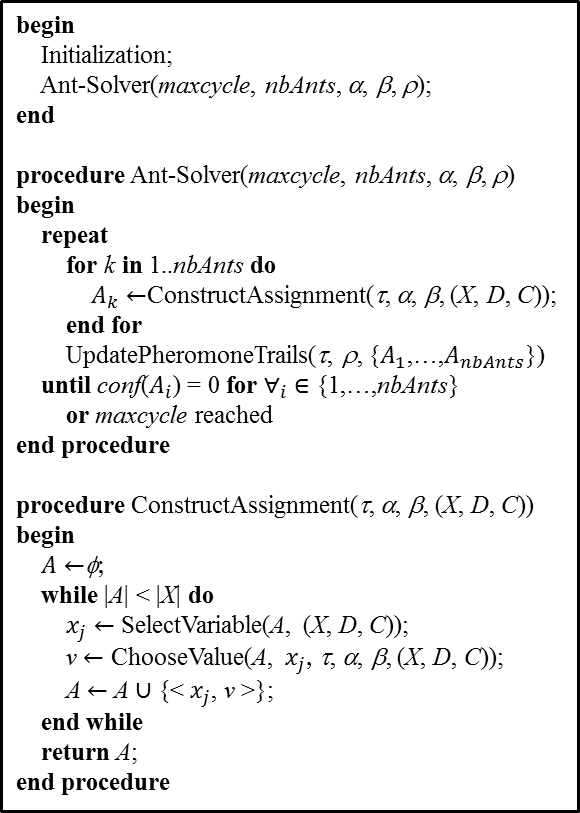 begin
Initialization;
Ant-Solver(maxcycle, nbAnts, α, β, ρ);
end
procedure Ant-Solver(maxcycle, nbAnts, α, β, ρ)
begin
repeat
for k in 1..nbAnts do
A_k ←ConstructAssignment(τ, α, β, (X, D, C));
end for
UpdatePheromoneTrails(τ, ρ, {A_1,…,A_nbAnts})
until conf(A_i) = 0 for ∀_i ∈ {1,…,nbAnts}
or maxcycle reached
end procedure
procedure ConstructAssignment(τ, α, β, (X, D, C))
begin
A ←ϕ;
while |A| < |X| do
x_j ← SelectVariable(A, (X, D, C));
v ← ChooseValue(A, x_j, τ, α, β, (X, D, C));
A ← A ∪ {< x_j, v >};
end while
return A;
end procedure